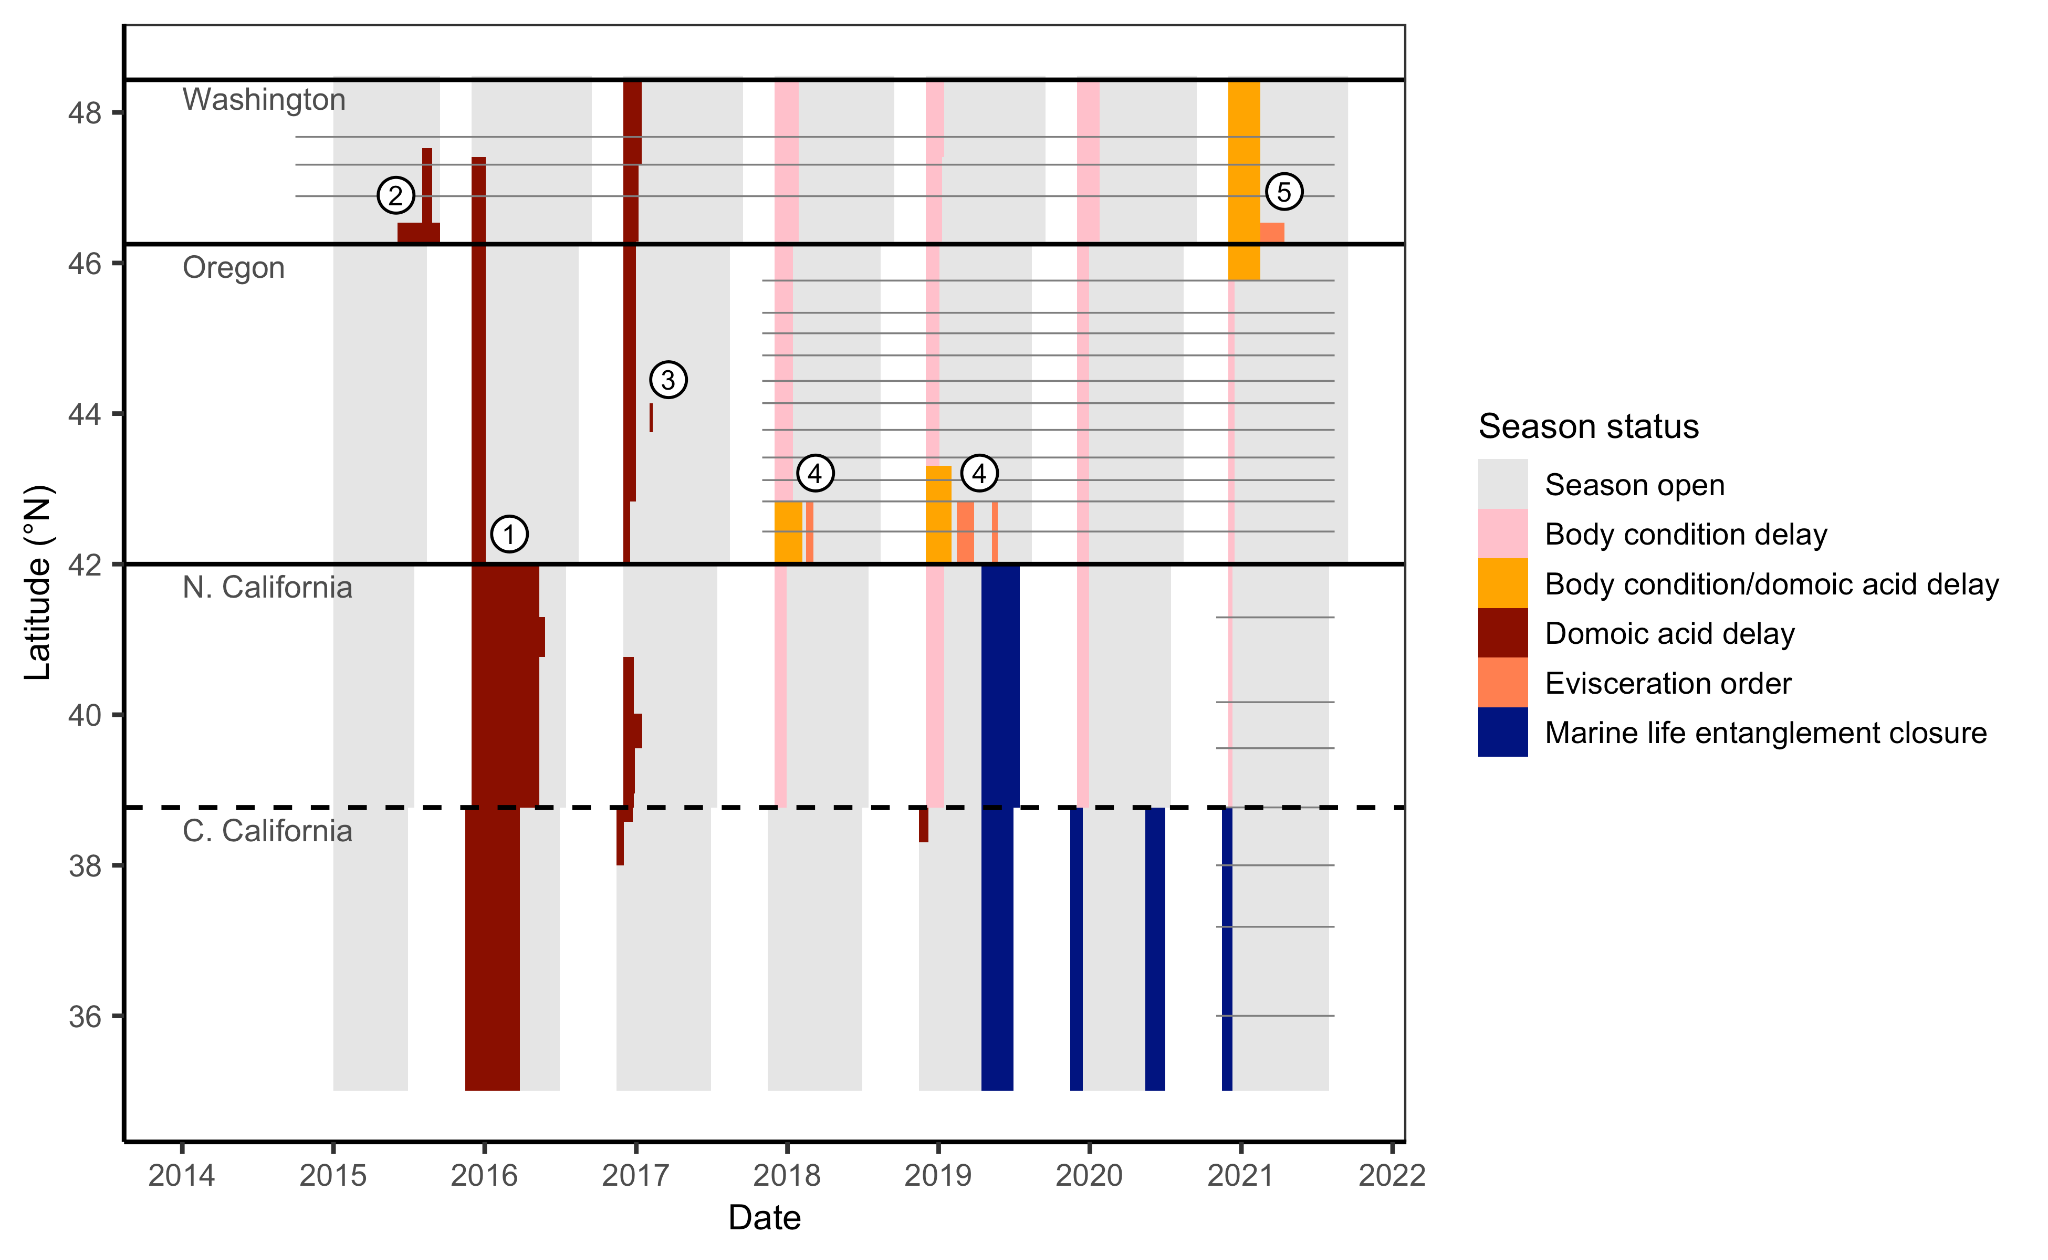 Washington
48
2
5
46
Oregon
3
44
4
4
1
42
N. California
40
C. California
38
36
Latitude (°N)
2014 2015 2016 2017 2018 2019 2020 2021 2022
Date
Season status
Season open
Body condition delay
Body condition/domoic acid delay
Domoic acid delay
Evisceration order
Marine life entanglement closure